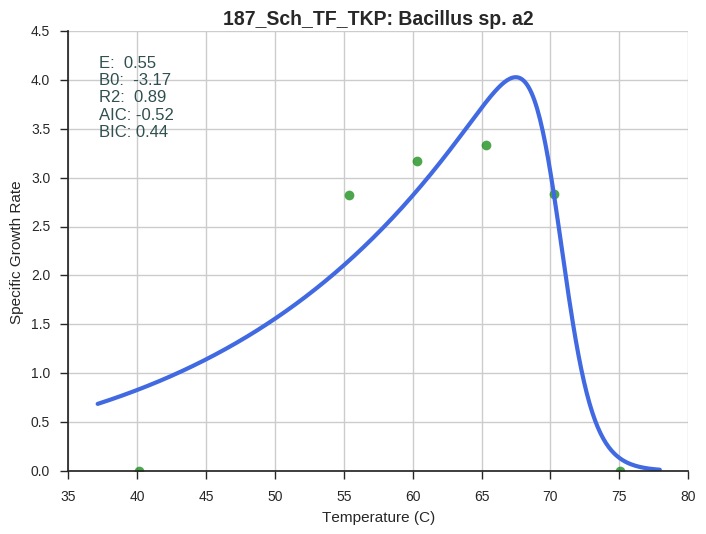 187_Sch_TF_TKP: Bacillus sp. a2
E: 0.55
B0: -3.17
R2: 0.89
AIC: -0.52
BIC: 0.44
Specific Growth Rate
4.5
4.0
3.5
3.0
2.5
2.0
1.5
1.0
0.5
0.0
35 40 45 50 55 60 65 70 75 80
Temperature (C)